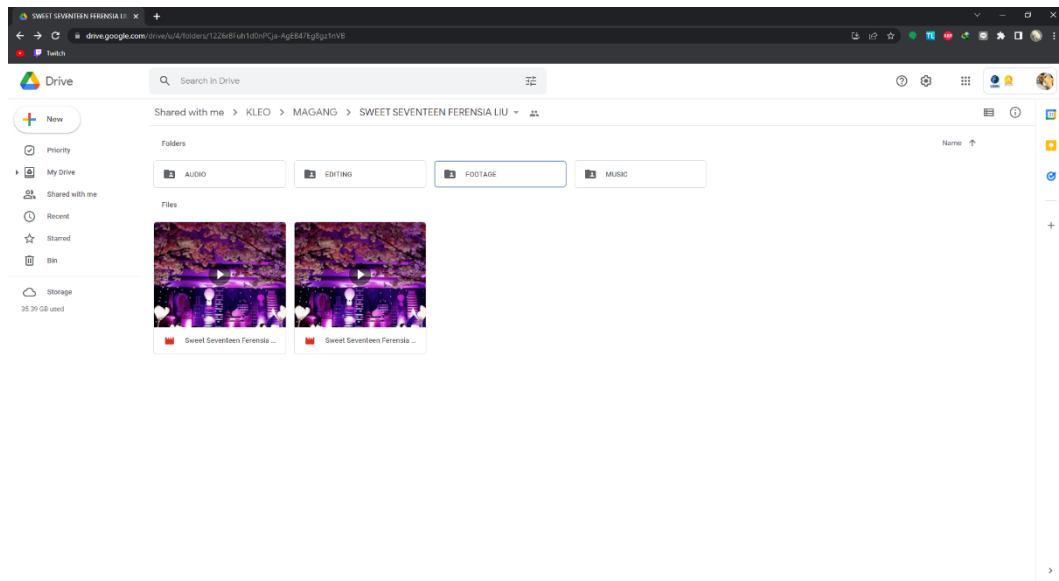 SWEET SEVENTEEN FERENSIA LIU
drive.google.com/drive/u/4/folders/
Twitch
Drive
Search in Drive
New
Priority
My Drive
Shared with me
Recent
Starred
Bin
Storage
35.39 GB used
Shared with me > KLEO > MAGANG > SWEET SEVENTEEN FERENSIA LIU
Folders
Name
AUDIO
EDITING
FOOTAGE
MUSIC
Files
Sweet Seventeen Ferensia ...
Sweet Seventeen Ferensia ...